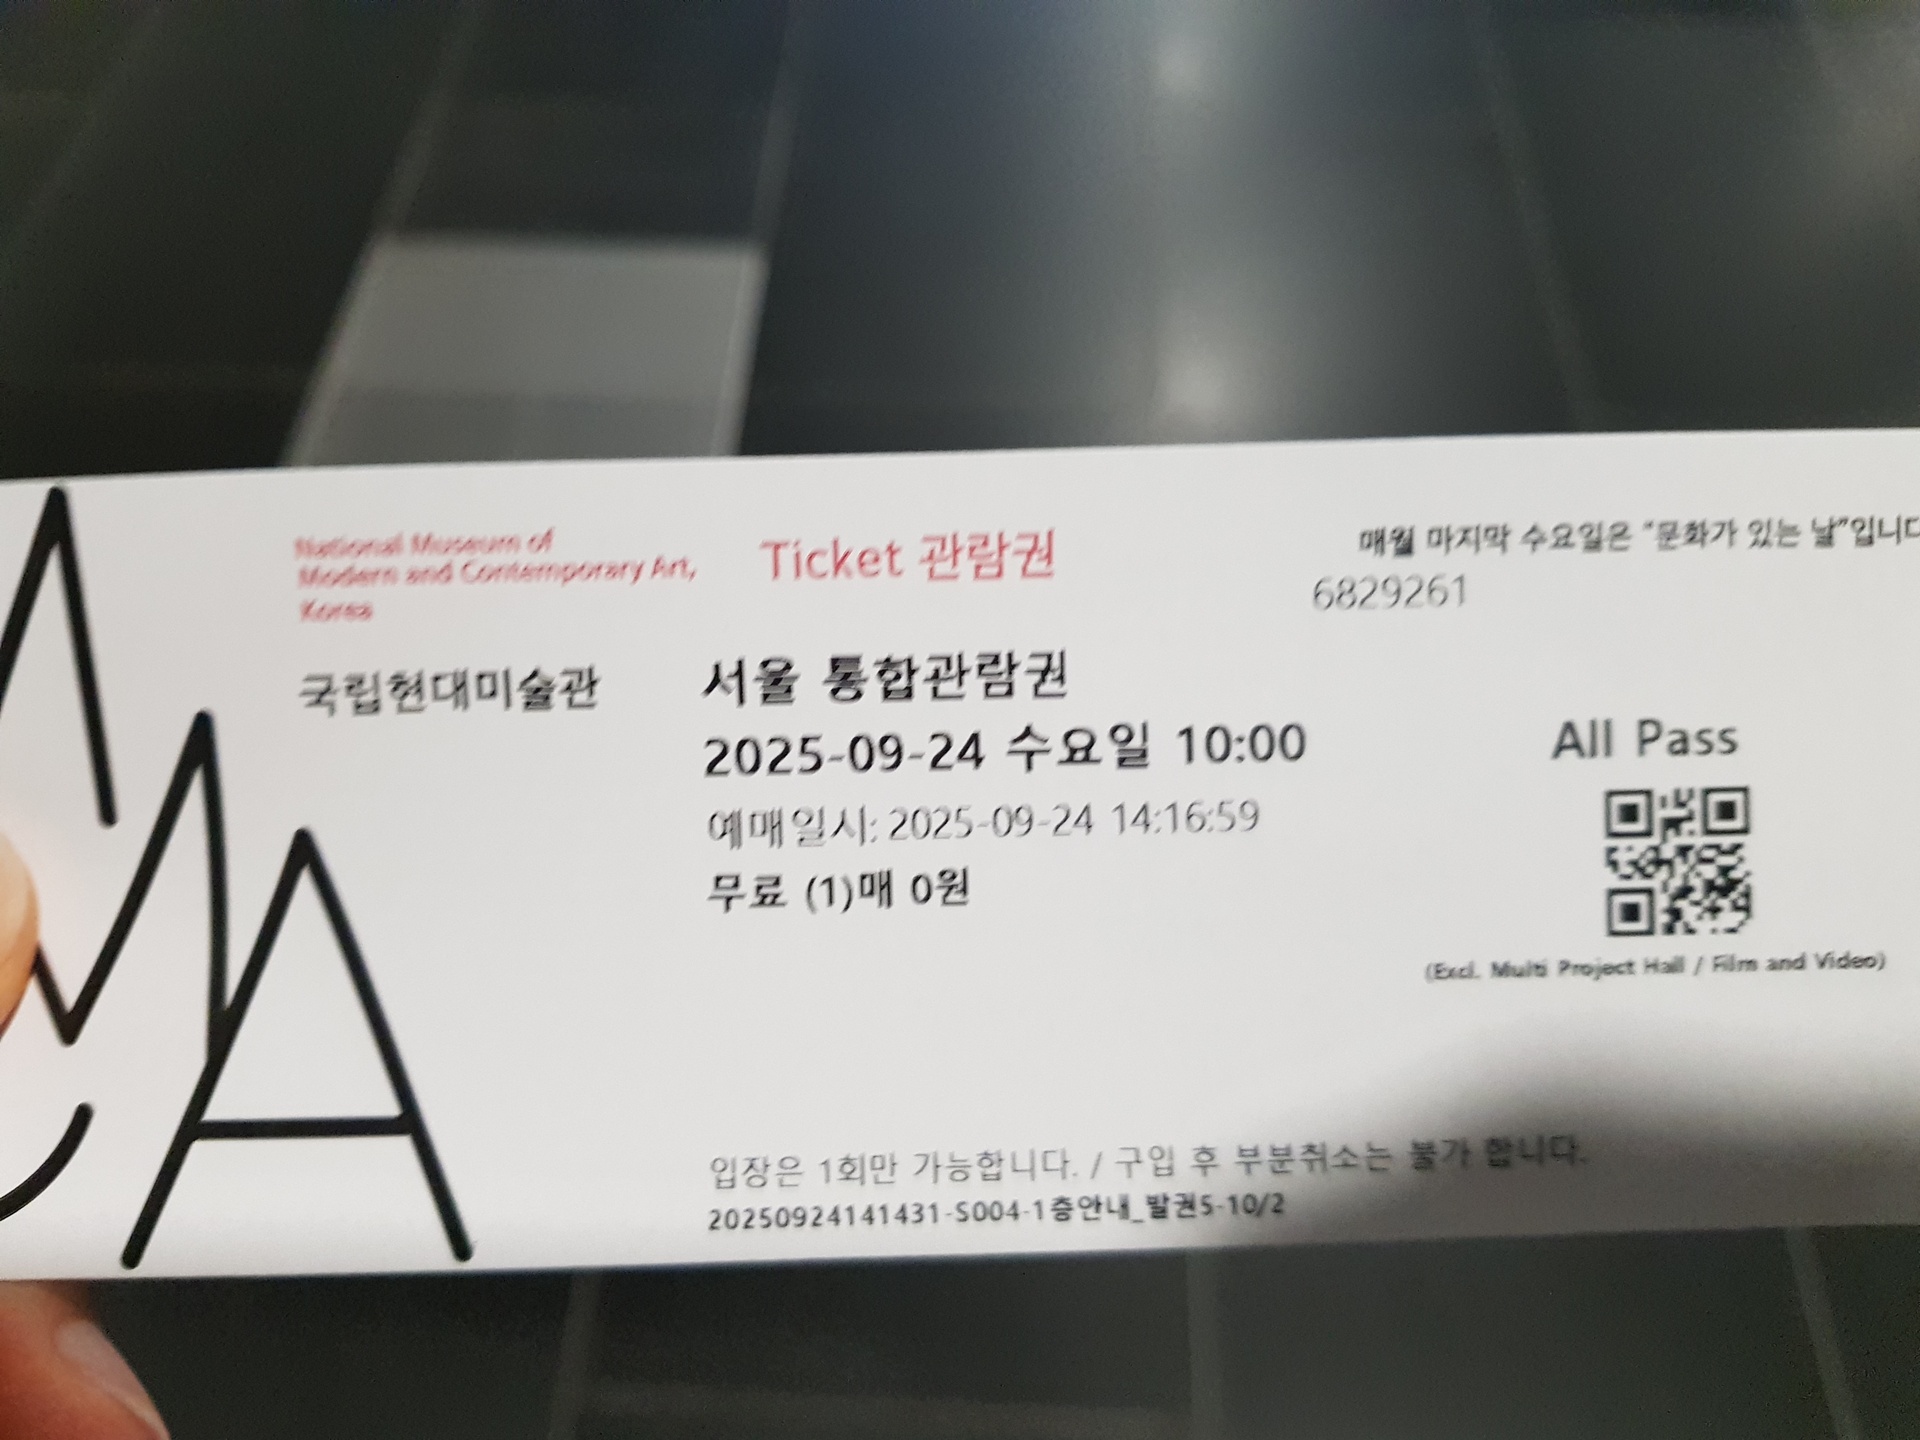 National Museum of
Modern and Contemporary Art,
Korea
Ticket 관람권
매월 마지막 수요일은 "문화가 있는 날"입니다
6829261
국립현대미술관
서울 통합관람권
2025-09-24 수요일 10:00
예매일시: 2025-09-24 14:16:59
무료 (1)매 0원
All Pass
(Excl. Multi Project Hall / Film and Video)
입장은 1회만 가능합니다. / 구입 후 부분취소는 불가 합니다.
20250924141431-S004-1층안내_발권5-10/2
MA